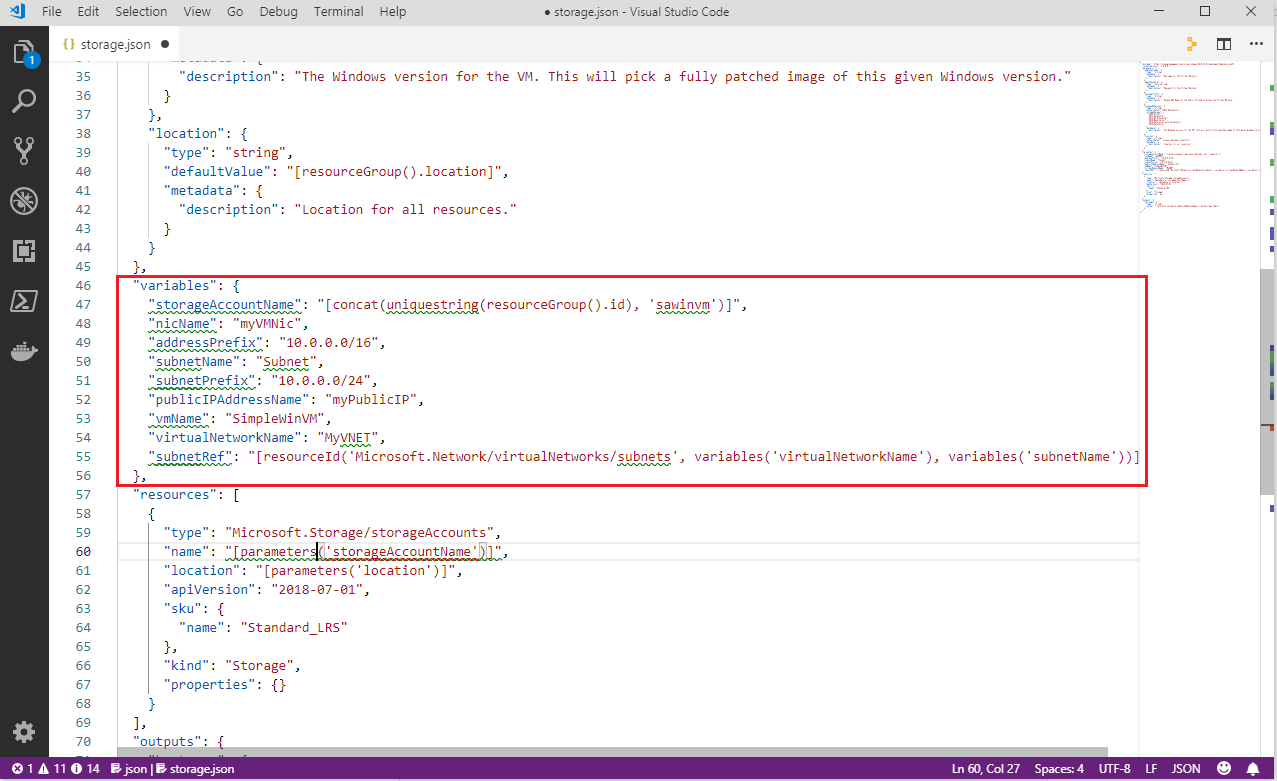 File Edit Selection View Go Debug Terminal Help ● storage.json - Visual Studio Code
{} storage.json ●
1
35 "description": "The Windows version for the VM. This will pick a fully patched image of this given Windows version."
36 }
37 },
38 "location": {
39 "type": "string",
40 "defaultValue": "[resourceGroup().location]",
41 "metadata": {
42 "description": "Location for all resources."
43 }
44 }
45 },
46 "variables": {
47 "storageAccountName": "[concat(uniquestring(resourceGroup().id), 'sawinvm')]",
48 "nicName": "myVMNic",
49 "addressPrefix": "10.0.0.0/16",
50 "subnetName": "Subnet",
51 "subnetPrefix": "10.0.0.0/24",
52 "publicIPAddressName": "myPublicIP",
53 "vmName": "SimpleWinVM",
54 "virtualNetworkName": "MyVNET",
55 "subnetRef": "[resourceId('Microsoft.Network/virtualNetworks/subnets', variables('virtualNetworkName'), variables('subnetName'))]
56 },
57 "resources": [
58 {
59 "type": "Microsoft.Storage/storageAccounts",
60 "name": "[parameters('storageAccountName')]",
61 "location": "[parameters('location')]",
62 "apiVersion": "2018-07-01",
63 "sku": {
64 "name": "Standard_LRS"
65 },
66 "kind": "Storage",
67 "properties": {}
68 }
69 ],
70 "outputs": {
1 11 14 json | storage.json Ln 60, Col 27 Spaces: 4 UTF-8 LF JSON